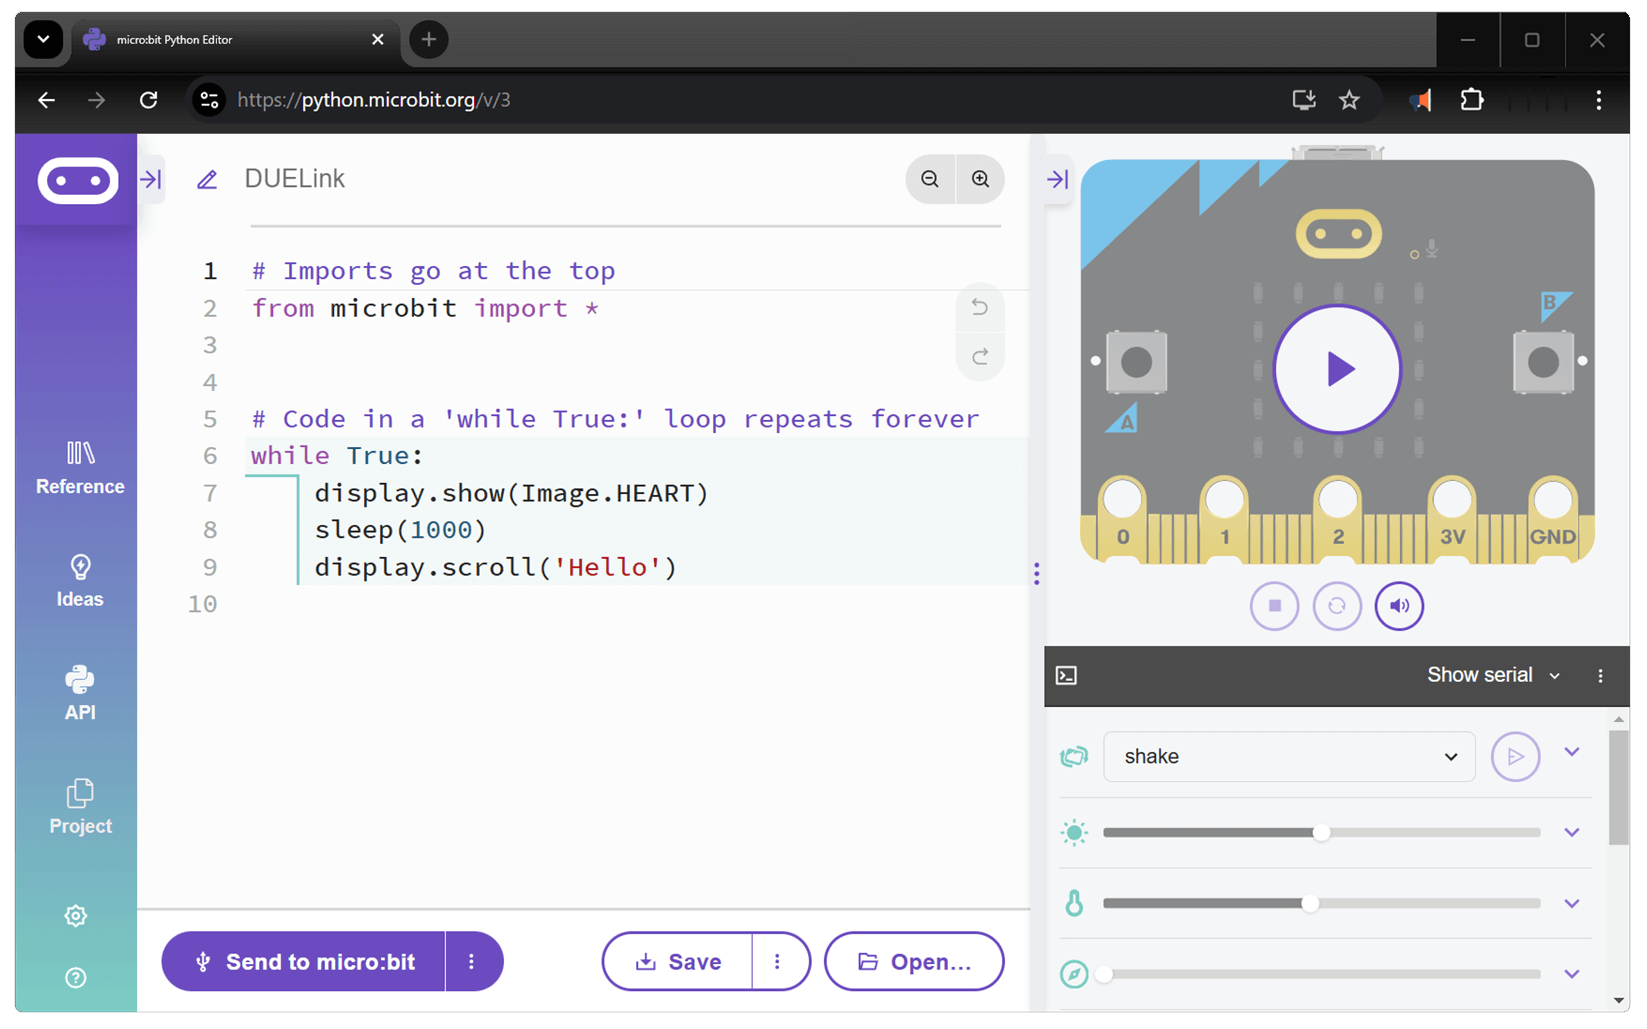 micro:bit Python Editor
https://python.microbit.org/v/3
DUELink
1 # Imports go at the top
2 from microbit import *
3
4
5 # Code in a 'while True:' loop repeats forever
6 while True:
7 display.show(Image.HEART)
8 sleep(1000)
9 display.scroll('Hello')
10
Reference
Ideas
API
Project
Send to micro:bit
Save
Open...
B
A
0 1 2 3V GND
Show serial
shake